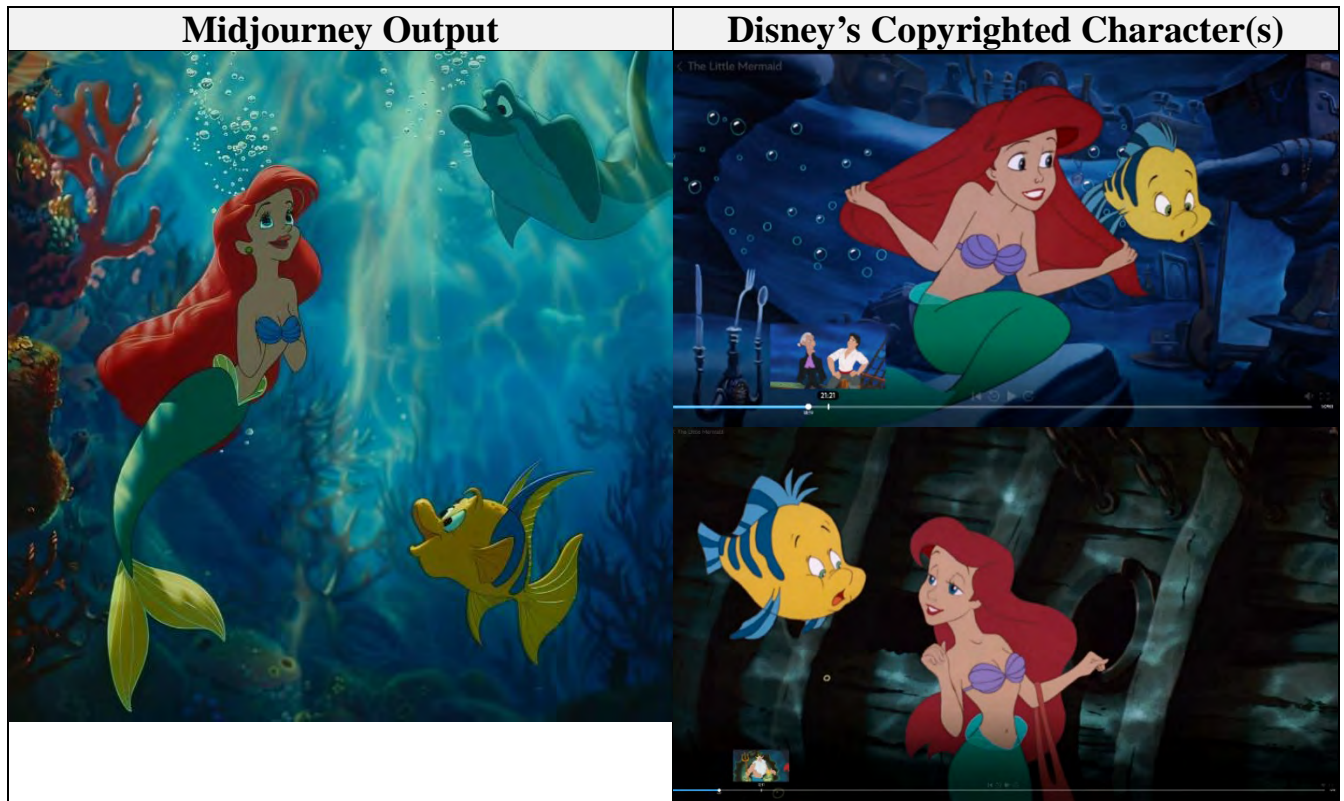 Midjourney Output
Disney’s Copyrighted Character(s)
The Little Mermaid
21:21
The Little Mermaid